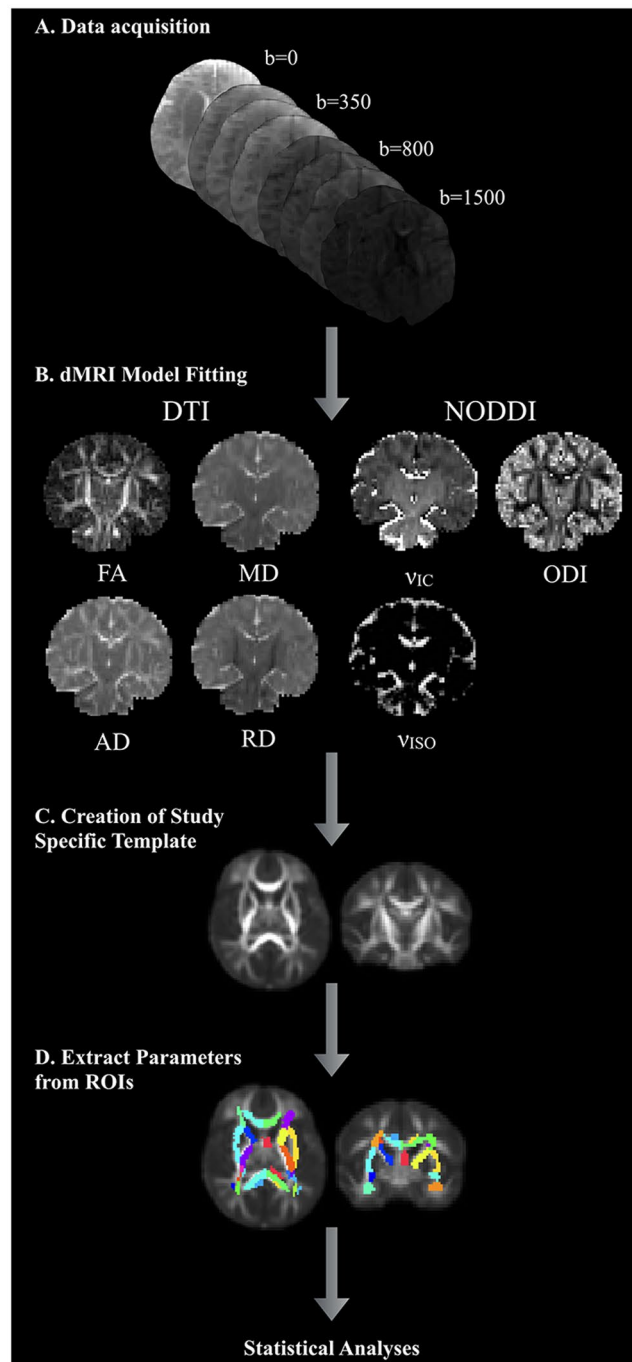 A. Data acquisition
b=0
b=350
b=800
b=1500
B. dMRI Model Fitting
DTI
NODDI
FA
MD
νIC
ODI
AD
RD
νISO
C. Creation of Study
Specific Template
D. Extract Parameters
from ROIs
Statistical Analyses